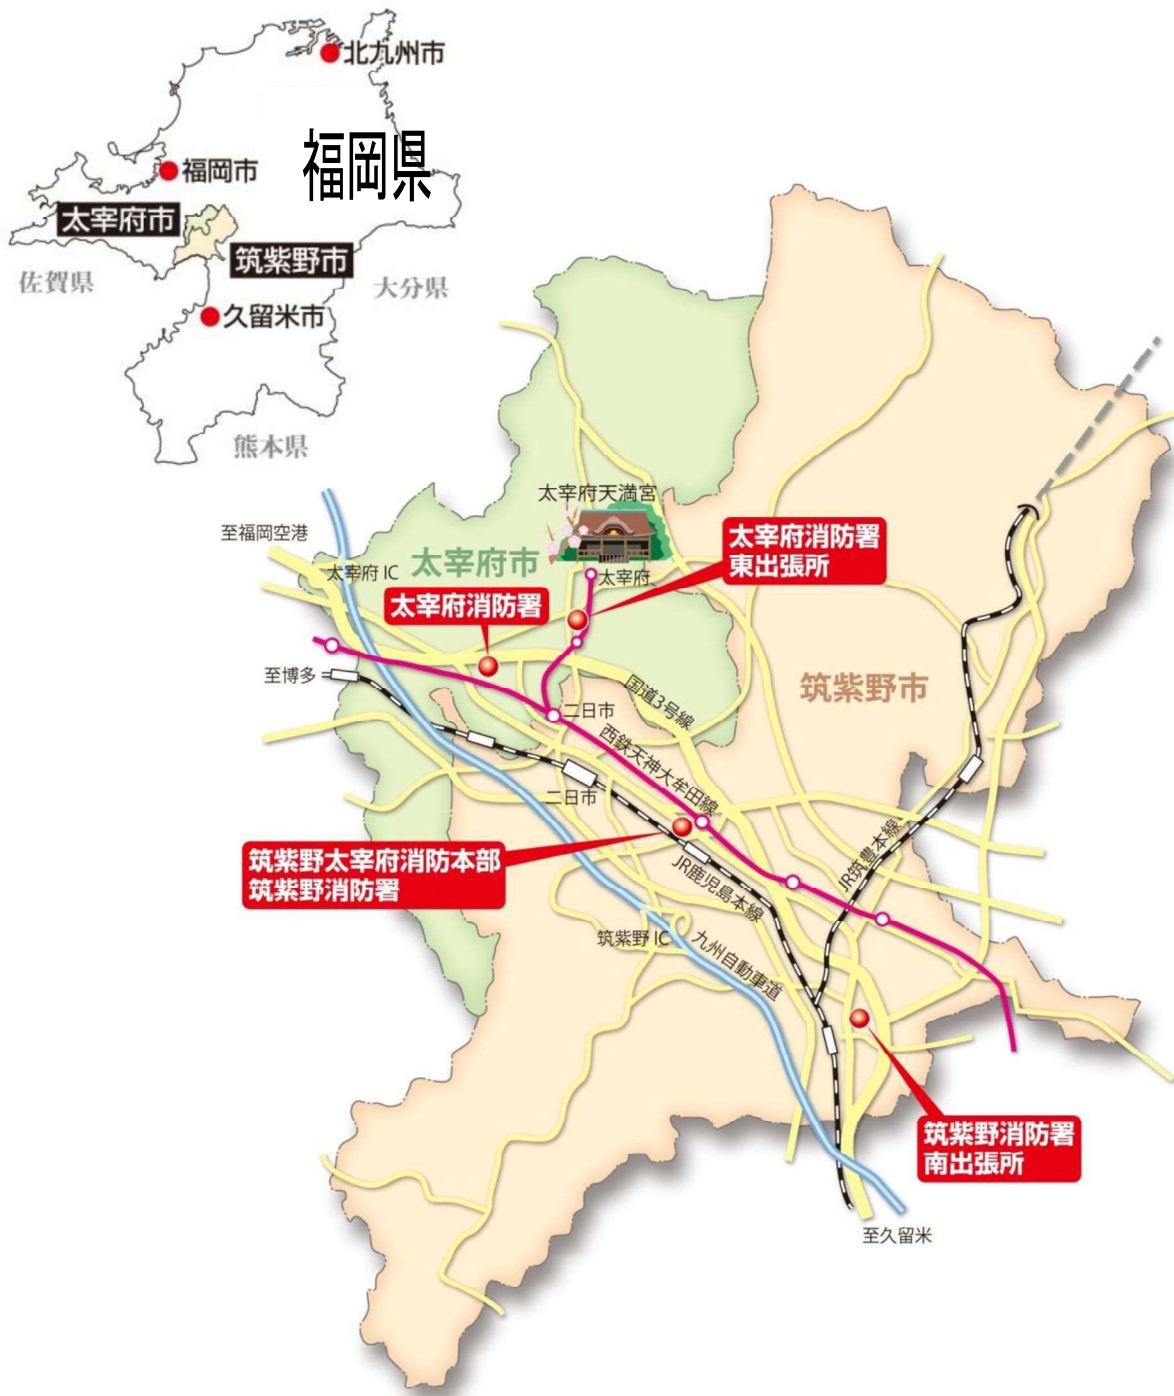 北九州市
福岡県
福岡市
太宰府市
筑紫野市
佐賀県
大分県
久留米市
熊本県
太宰府天満宮
至福岡空港
太宰府消防署
東出張所
太宰府市
太宰府IC
太宰府
太宰府消防署
至博多
筑紫野市
国道3号線
二日市
西鉄天神大牟田線
二日市
筑紫野太宰府消防本部
筑紫野消防署
JR筑豊本線
JR鹿児島本線
筑紫野IC
九州自動車道
筑紫野消防署
南出張所
至久留米